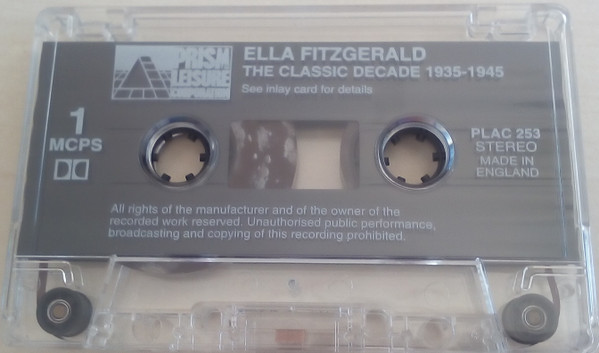 PRISM
LEISURE
CORPORATION
ELLA FITZGERALD
THE CLASSIC DECADE 1935-1945
See inlay card for details
1
MCPS
PLAC 253
STEREO
MADE IN
ENGLAND
All rights of the manufacturer and of the owner of the
recorded work reserved. Unauthorised public performance,
broadcasting and copying of this recording prohibited.